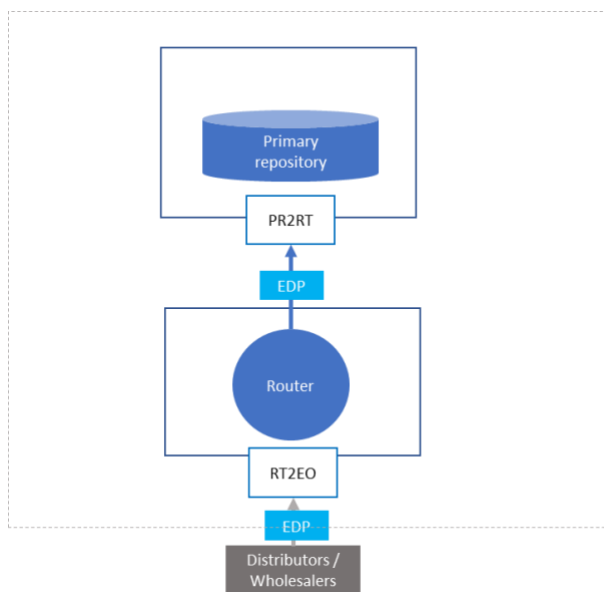 Primary
repository
PR2RT
EDP
Router
RT2EO
EDP
Distributors /
Wholesalers